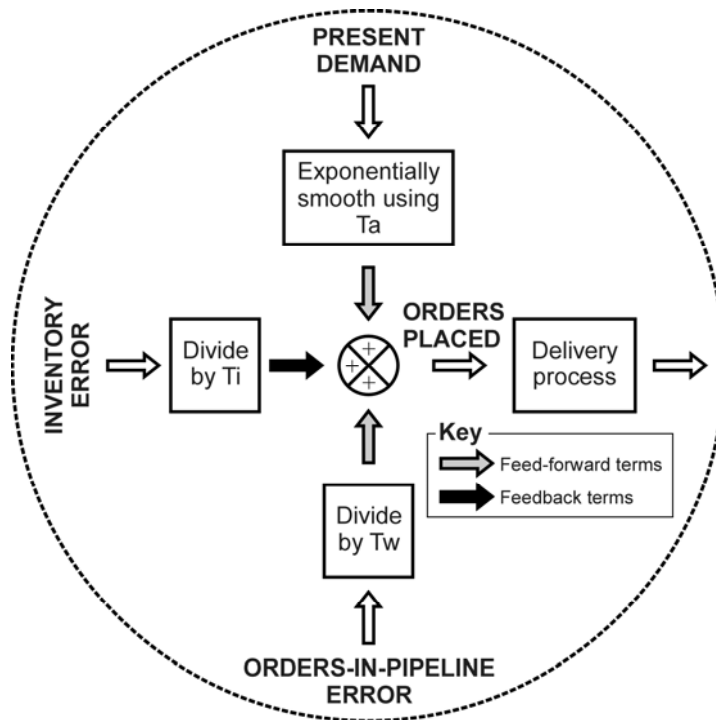 PRESENT
DEMAND
Exponentially
smooth using
Ta
INVENTORY
ERROR
Divide
by Ti
+
+
+
ORDERS
PLACED
Delivery
process
Key
Feed-forward terms
Feedback terms
Divide
by Tw
ORDERS-IN-PIPELINE
ERROR